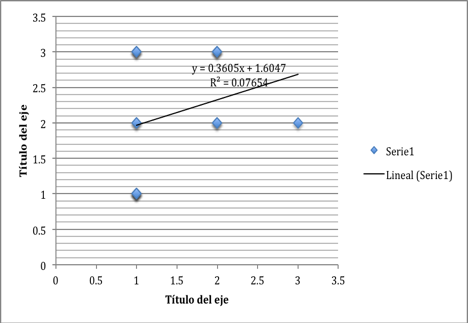 3.5
3
2.5
2
1.5
1
0.5
0
Título del eje
y = 0.3605x + 1.6047
R² = 0.07654
0 0.5 1 1.5 2 2.5 3 3.5
Título del eje
Serie1
Lineal (Serie1)